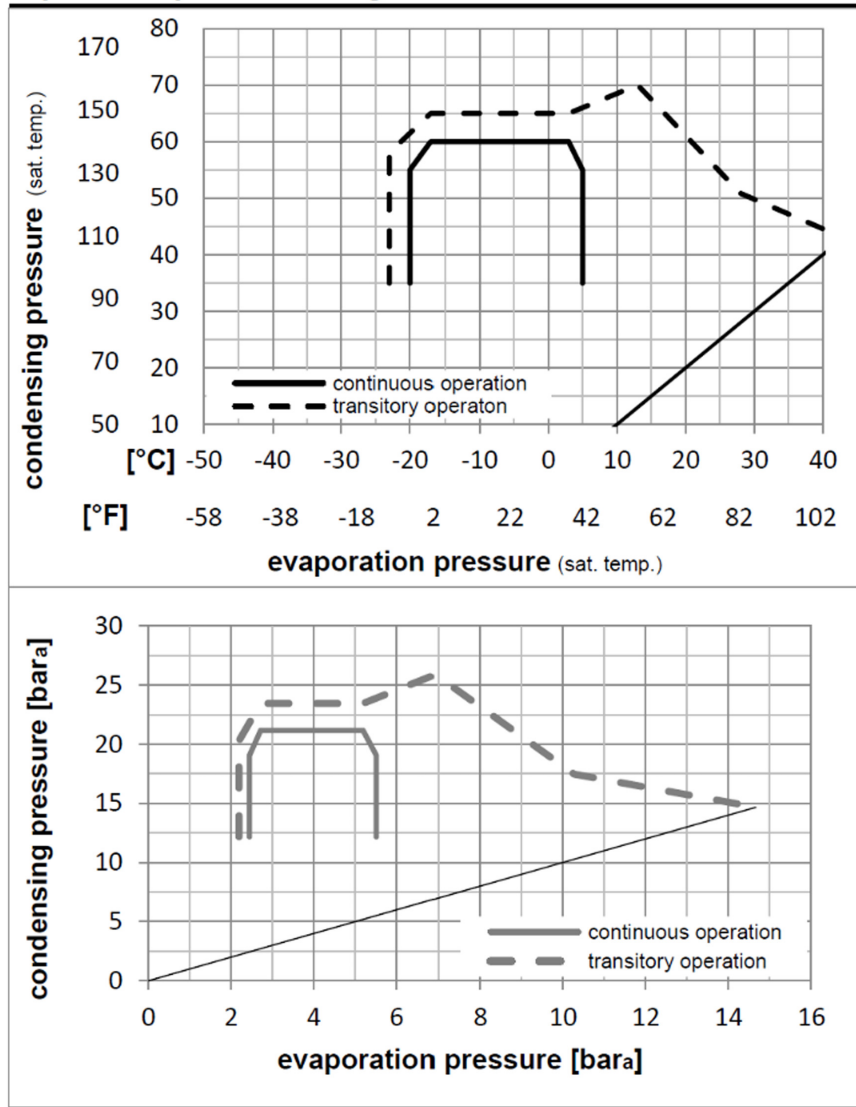 condensing pressure (sat. temp.)
170 80
70
150 60
130 50
110 40
90 30
70 20
50 10
continuous operation
transitory operaton
[°C] -50 -40 -30 -20 -10 0 10 20 30 40
[°F] -58 -38 -18 2 22 42 62 82 102
evaporation pressure (sat. temp.)
condensing pressure [bara]
30
25
20
15
10
5
0
continuous operation
transitory operation
0 2 4 6 8 10 12 14 16
evaporation pressure [bara]